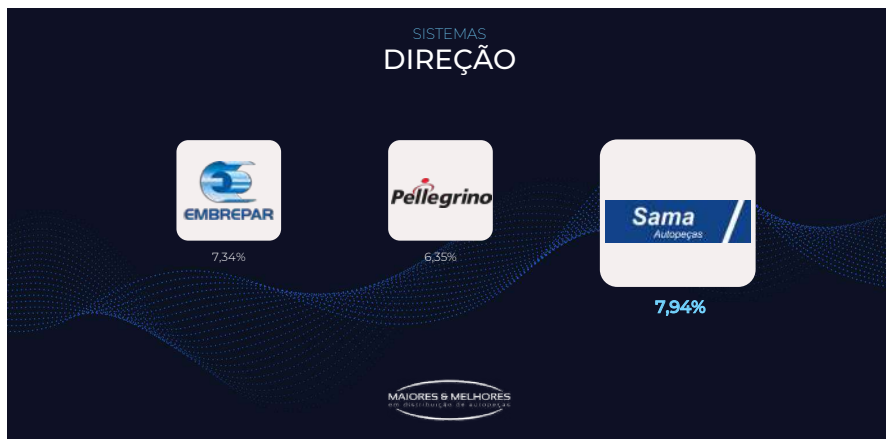 SISTEMAS
DIREÇÃO
EMBREPAR
7,34%
Pellegrino
6,35%
Sama
Autopeças
7,94%
MAIORES & MELHORES
em distribuição de autopeças